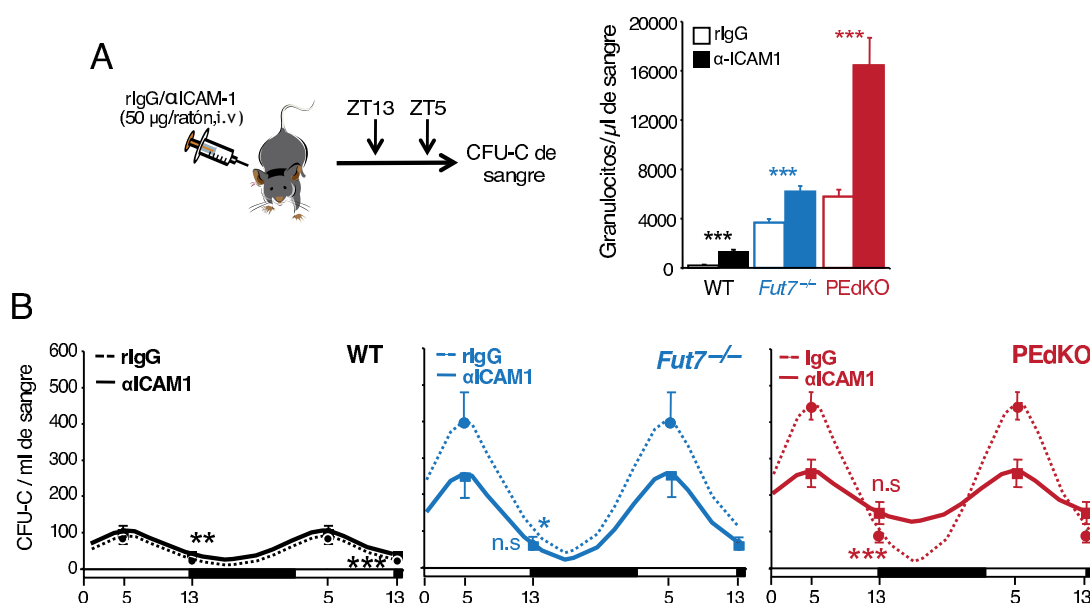 A
rIgG/αICAM-1
(50 µg/ratón,i.v)
ZT13
ZT5
CFU-C de
sangre
Granulocitos/µl de sangre
20000
16000
12000
8000
4000
0
rIgG
α-ICAM1
***
***
***
WT
Fut7–/–
PEdKO
B
CFU-C / ml de sangre
600
500
400
300
200
100
0
rIgG
αICAM1
WT
**
***
0
5
13
5
13
rIgG
αICAM1
Fut7–/–
n.s
*
0
5
13
5
13
IgG
αICAM1
PEdKO
n.s
***
0
5
13
5
13